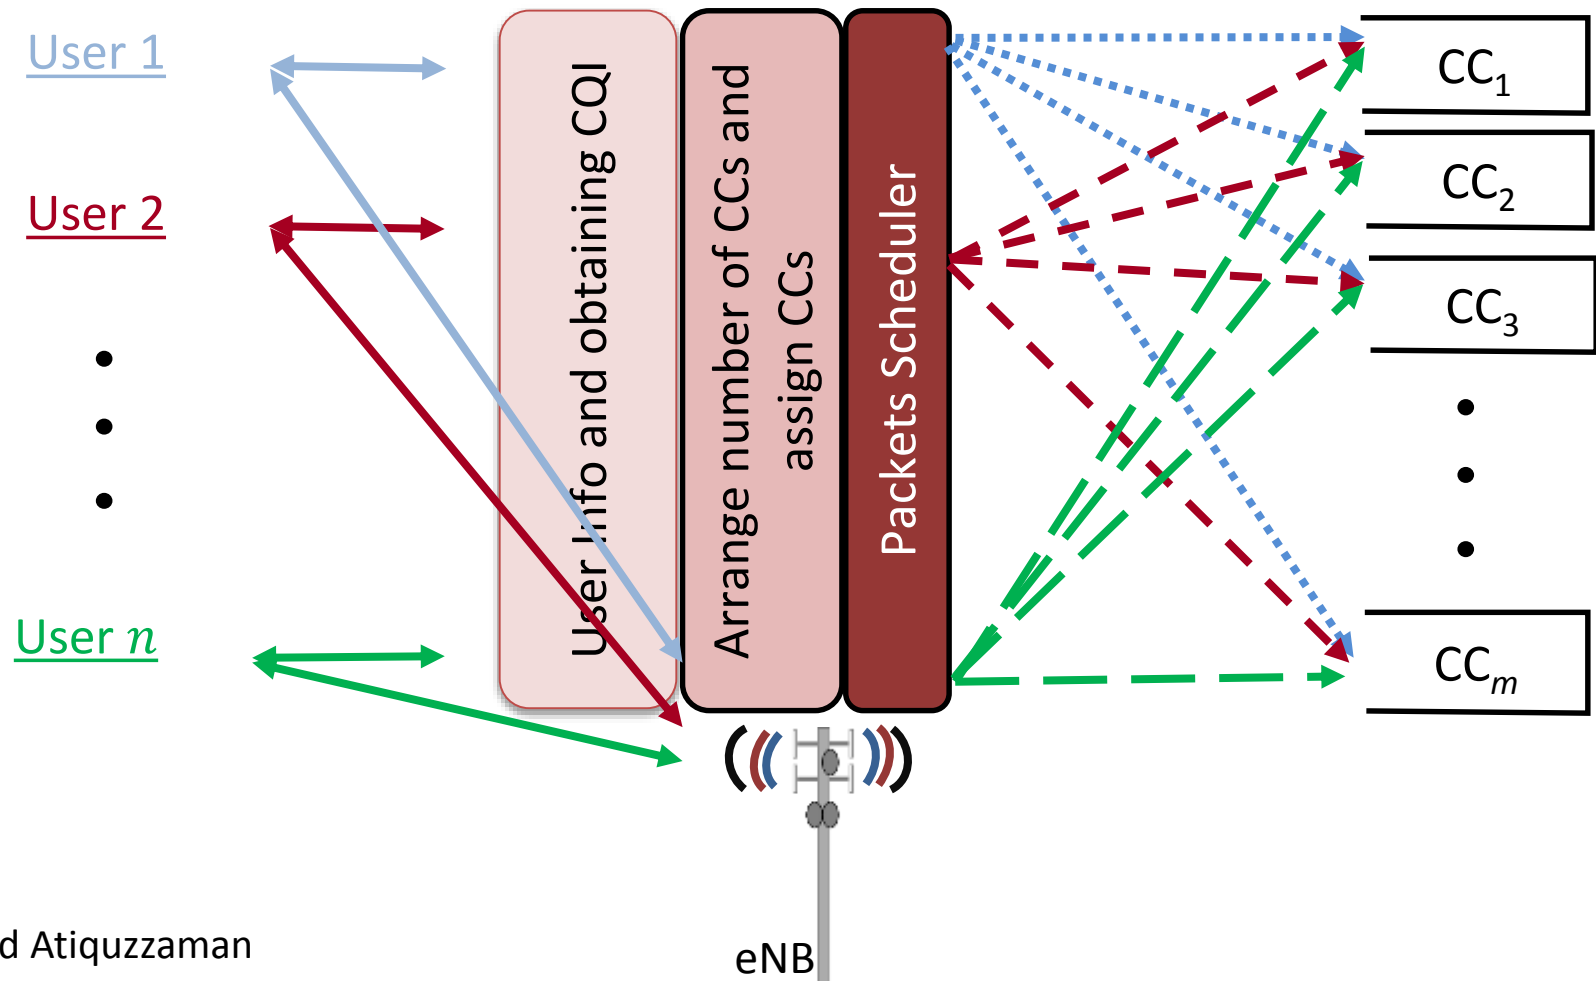 User 1
User 2
User n
User Info and obtaining CQI
Arrange number of CCs and
assign CCs
Packets Scheduler
CC1
CC2
CC3
CCm
eNB
d Atiquzzaman